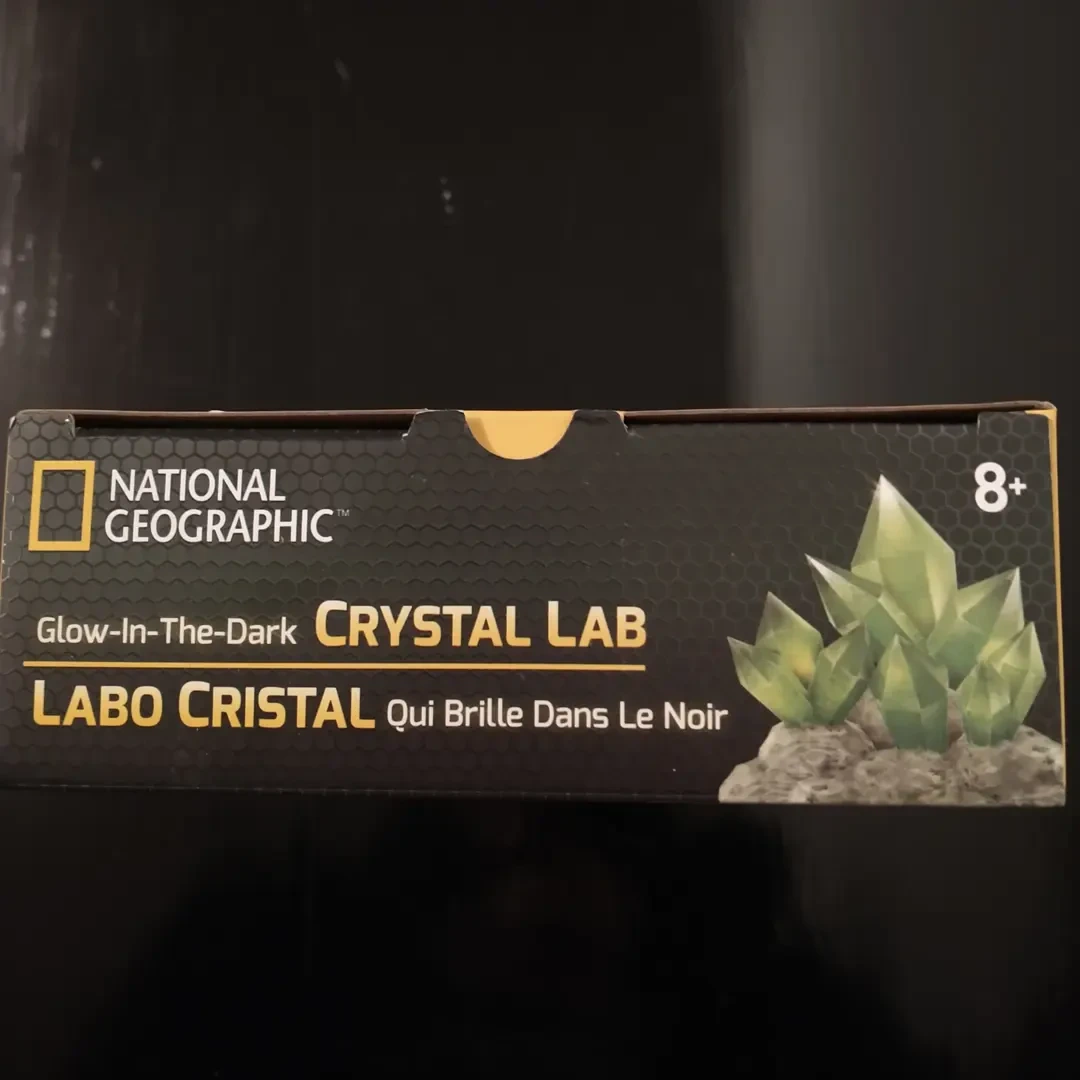 NATIONAL
GEOGRAPHIC™
8+
Glow-In-The-Dark CRYSTAL LAB
LABO CRISTAL Qui Brille Dans Le Noir